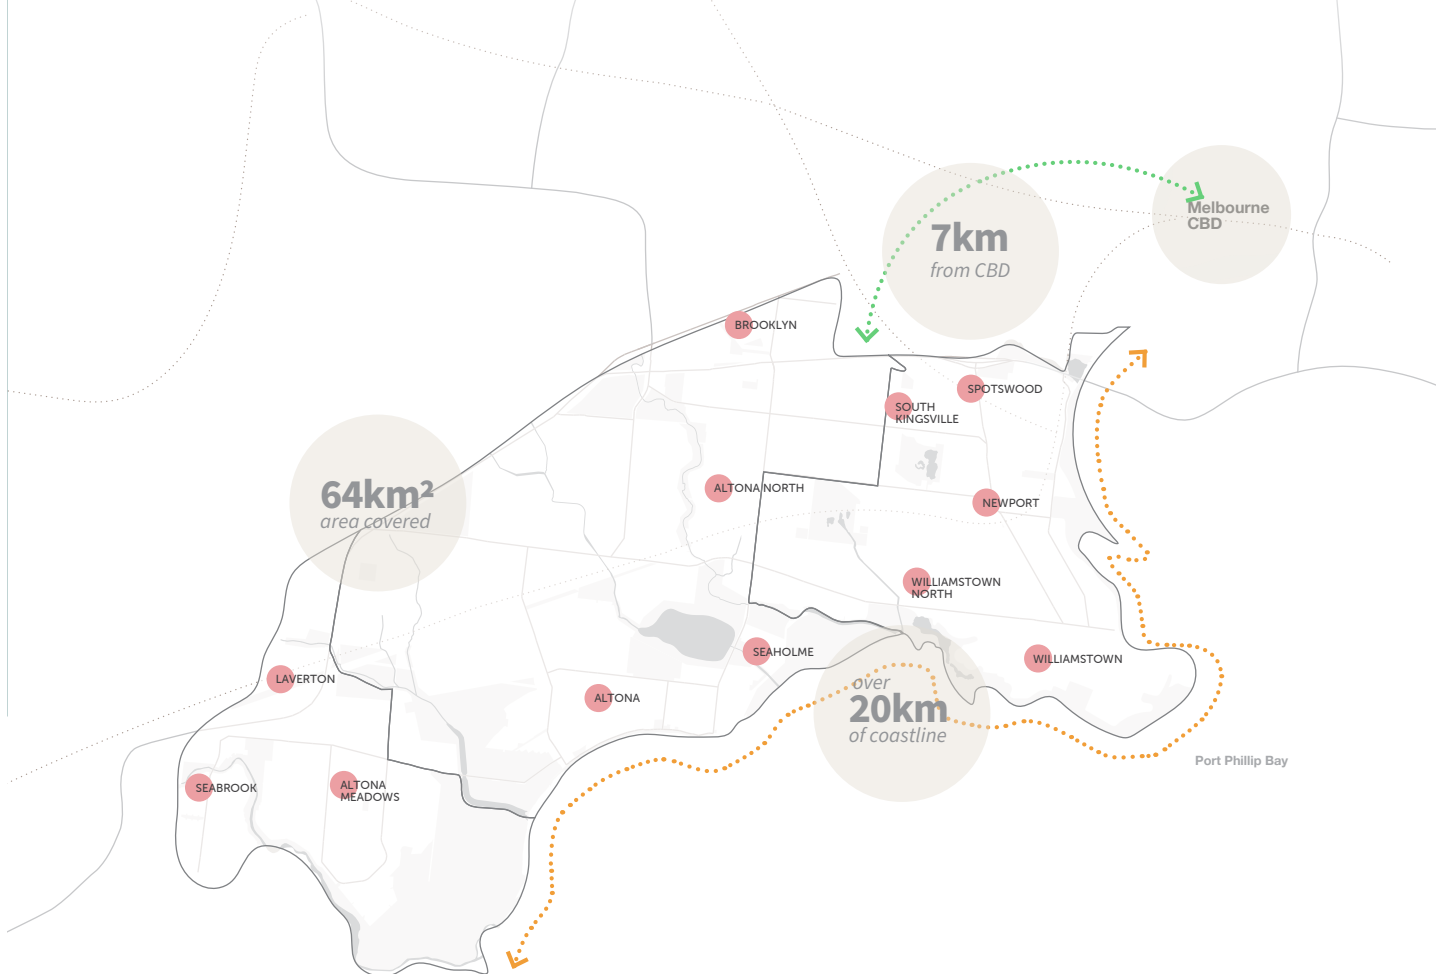 Melbourne
CBD
7km
from CBD
BROOKLYN
SPOTSWOOD
SOUTH
KINGSVILLE
64km²
area covered
ALTONA NORTH
NEWPORT
WILLIAMSTOWN
NORTH
SEAHOLME
WILLIAMSTOWN
LAVERTON
ALTONA
over
20km
of coastline
Port Phillip Bay
SEABROOK
ALTONA
MEADOWS